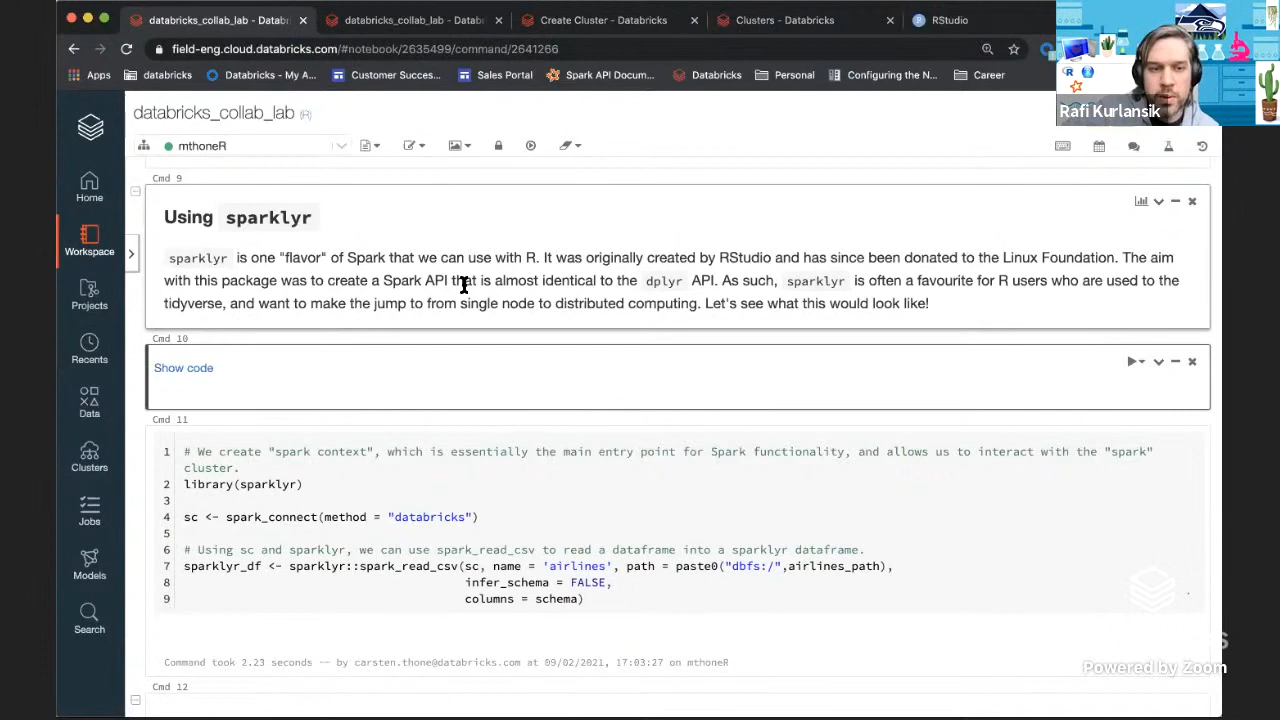 databricks_collab_lab - Datab
databricks_collab_lab - Datab
Create Cluster - Databricks
Clusters - Databricks
RStudio
field-eng.cloud.databricks.com/#notebook/2635499/command/2641266
Apps
databricks
Databricks - My A...
Customer Succes...
Sales Portal
Spark API Docum...
Databricks
Personal
Configuring the N...
Career
Rafi Kurlansik
databricks_collab_lab (R)
mthoneR
Home
Workspace
Projects
Recents
Data
Clusters
Jobs
Models
Search
Cmd 9
Using sparklyr
sparklyr is one "flavor" of Spark that we can use with R. It was originally created by RStudio and has since been donated to the Linux Foundation. The aim
with this package was to create a Spark API that is almost identical to the dplyr API. As such, sparklyr is often a favourite for R users who are used to the
tidyverse, and want to make the jump to from single node to distributed computing. Let's see what this would look like!
Cmd 10
Show code
Cmd 11
1 # We create "spark context", which is essentially the main entry point for Spark functionality, and allows us to interact with the "spark"
cluster.
2 library(sparklyr)
3
4 sc <- spark_connect(method = "databricks")
5
6 # Using sc and sparklyr, we can use spark_read_csv to read a dataframe into a sparklyr dataframe.
7 sparklyr_df <- sparklyr::spark_read_csv(sc, name = 'airlines', path = paste0("dbfs:/",airlines_path),
8 infer_schema = FALSE,
9 columns = schema)
Command took 2.23 seconds -- by carsten.thone@databricks.com at 09/02/2021, 17:03:27 on mthoneR
Powered by Zoom
Cmd 12